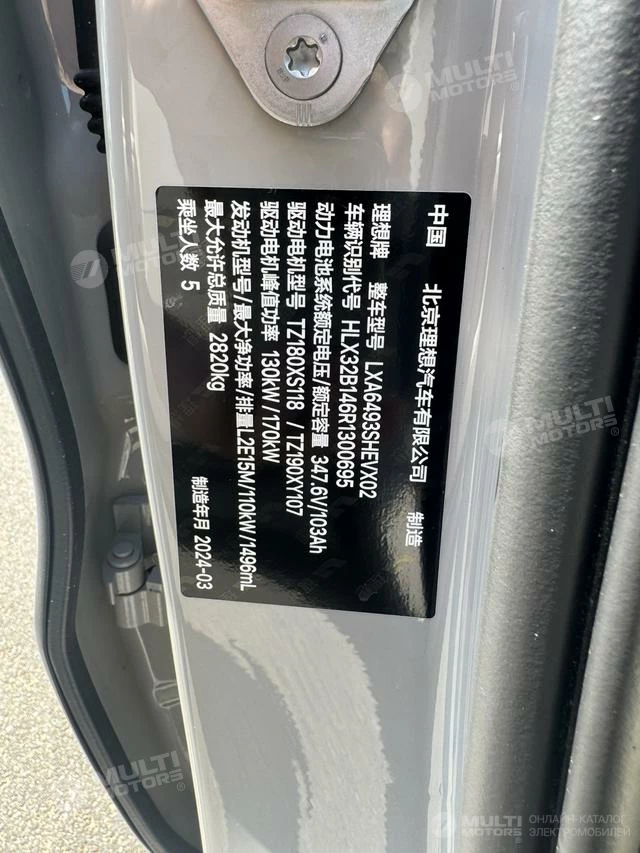 中国 北京理想汽车有限公司 制造
理想牌 整车型号 LXA6493SHEVX02
车辆识别代号 HLX32B146R1300695
动力电池系统额定电压/额定容量 347.6V/103Ah
驱动电机型号 TZ180XS118 / TZ190XY107
驱动电机峰值功率 130kW/170kW
发动机型号/最大净功率/排量L2E15M/110kW/1496mL
最大允许总质量 2820kg
乘坐人数 5 制造年月 2024-03
MULTI MOTORS
MULTI MOTORS
MULTI MOTORS
MULTI MOTORS
MULTI MOTORS ОНЛАЙН-КАТАЛОГ ЭЛЕКТРОМОБИЛЕЙ